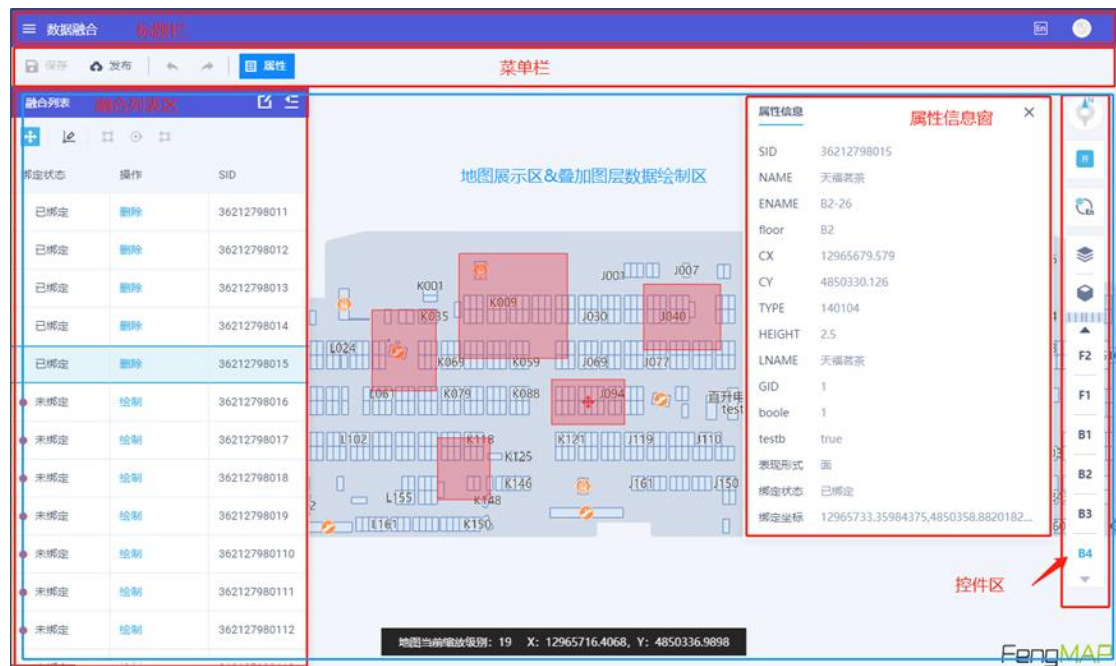 数据融合 标题栏 En
保存 发布 属性 菜单栏
融合列表 融合列表区
绑定状态 操作 SID
已绑定 删除 36212798011
已绑定 删除 36212798012
已绑定 删除 36212798013
已绑定 删除 36212798014
已绑定 删除 36212798015
未绑定 绘制 36212798016
未绑定 绘制 36212798017
未绑定 绘制 36212798018
未绑定 绘制 36212798019
未绑定 绘制 362127980110
未绑定 绘制 362127980111
未绑定 绘制 362127980112
地图展示区&叠加图层数据绘制区
J001 J007
K001
K009
K035 J030 J040
L024
K069 K059 J069 J077
L061 K079 K088 J094 直升电
test
L102 K118 K121 J119 J110
K125
K146 J161 J150
L155 K148
L161 K150
地图当前缩放级别：19 X：12965716.4068，Y：4850336.9898
属性信息 属性信息窗
SID 36212798015
NAME 天福茗茶
ENAME B2-26
floor B2
CX 12965679.579
CY 4850330.126
TYPE 140104
HEIGHT 2.5
LNAME 天福茗茶
GID 1
boole 1
testb true
表现形式 面
绑定状态 已绑定
绑定坐标 12965733.35984375,4850358.8820182...
N
开
En
F2
F1
B1
B2
B3
B4
控件区
FengMAP